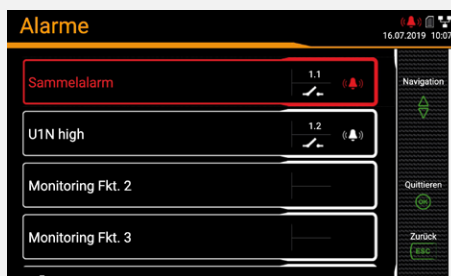 Alarme
16.07.2019 10:07
Sammelalarm
1.1
Navigation
U1N high
1.2
Monitoring Fkt. 2
Quittieren
OK
Monitoring Fkt. 3
Zurück
ESC